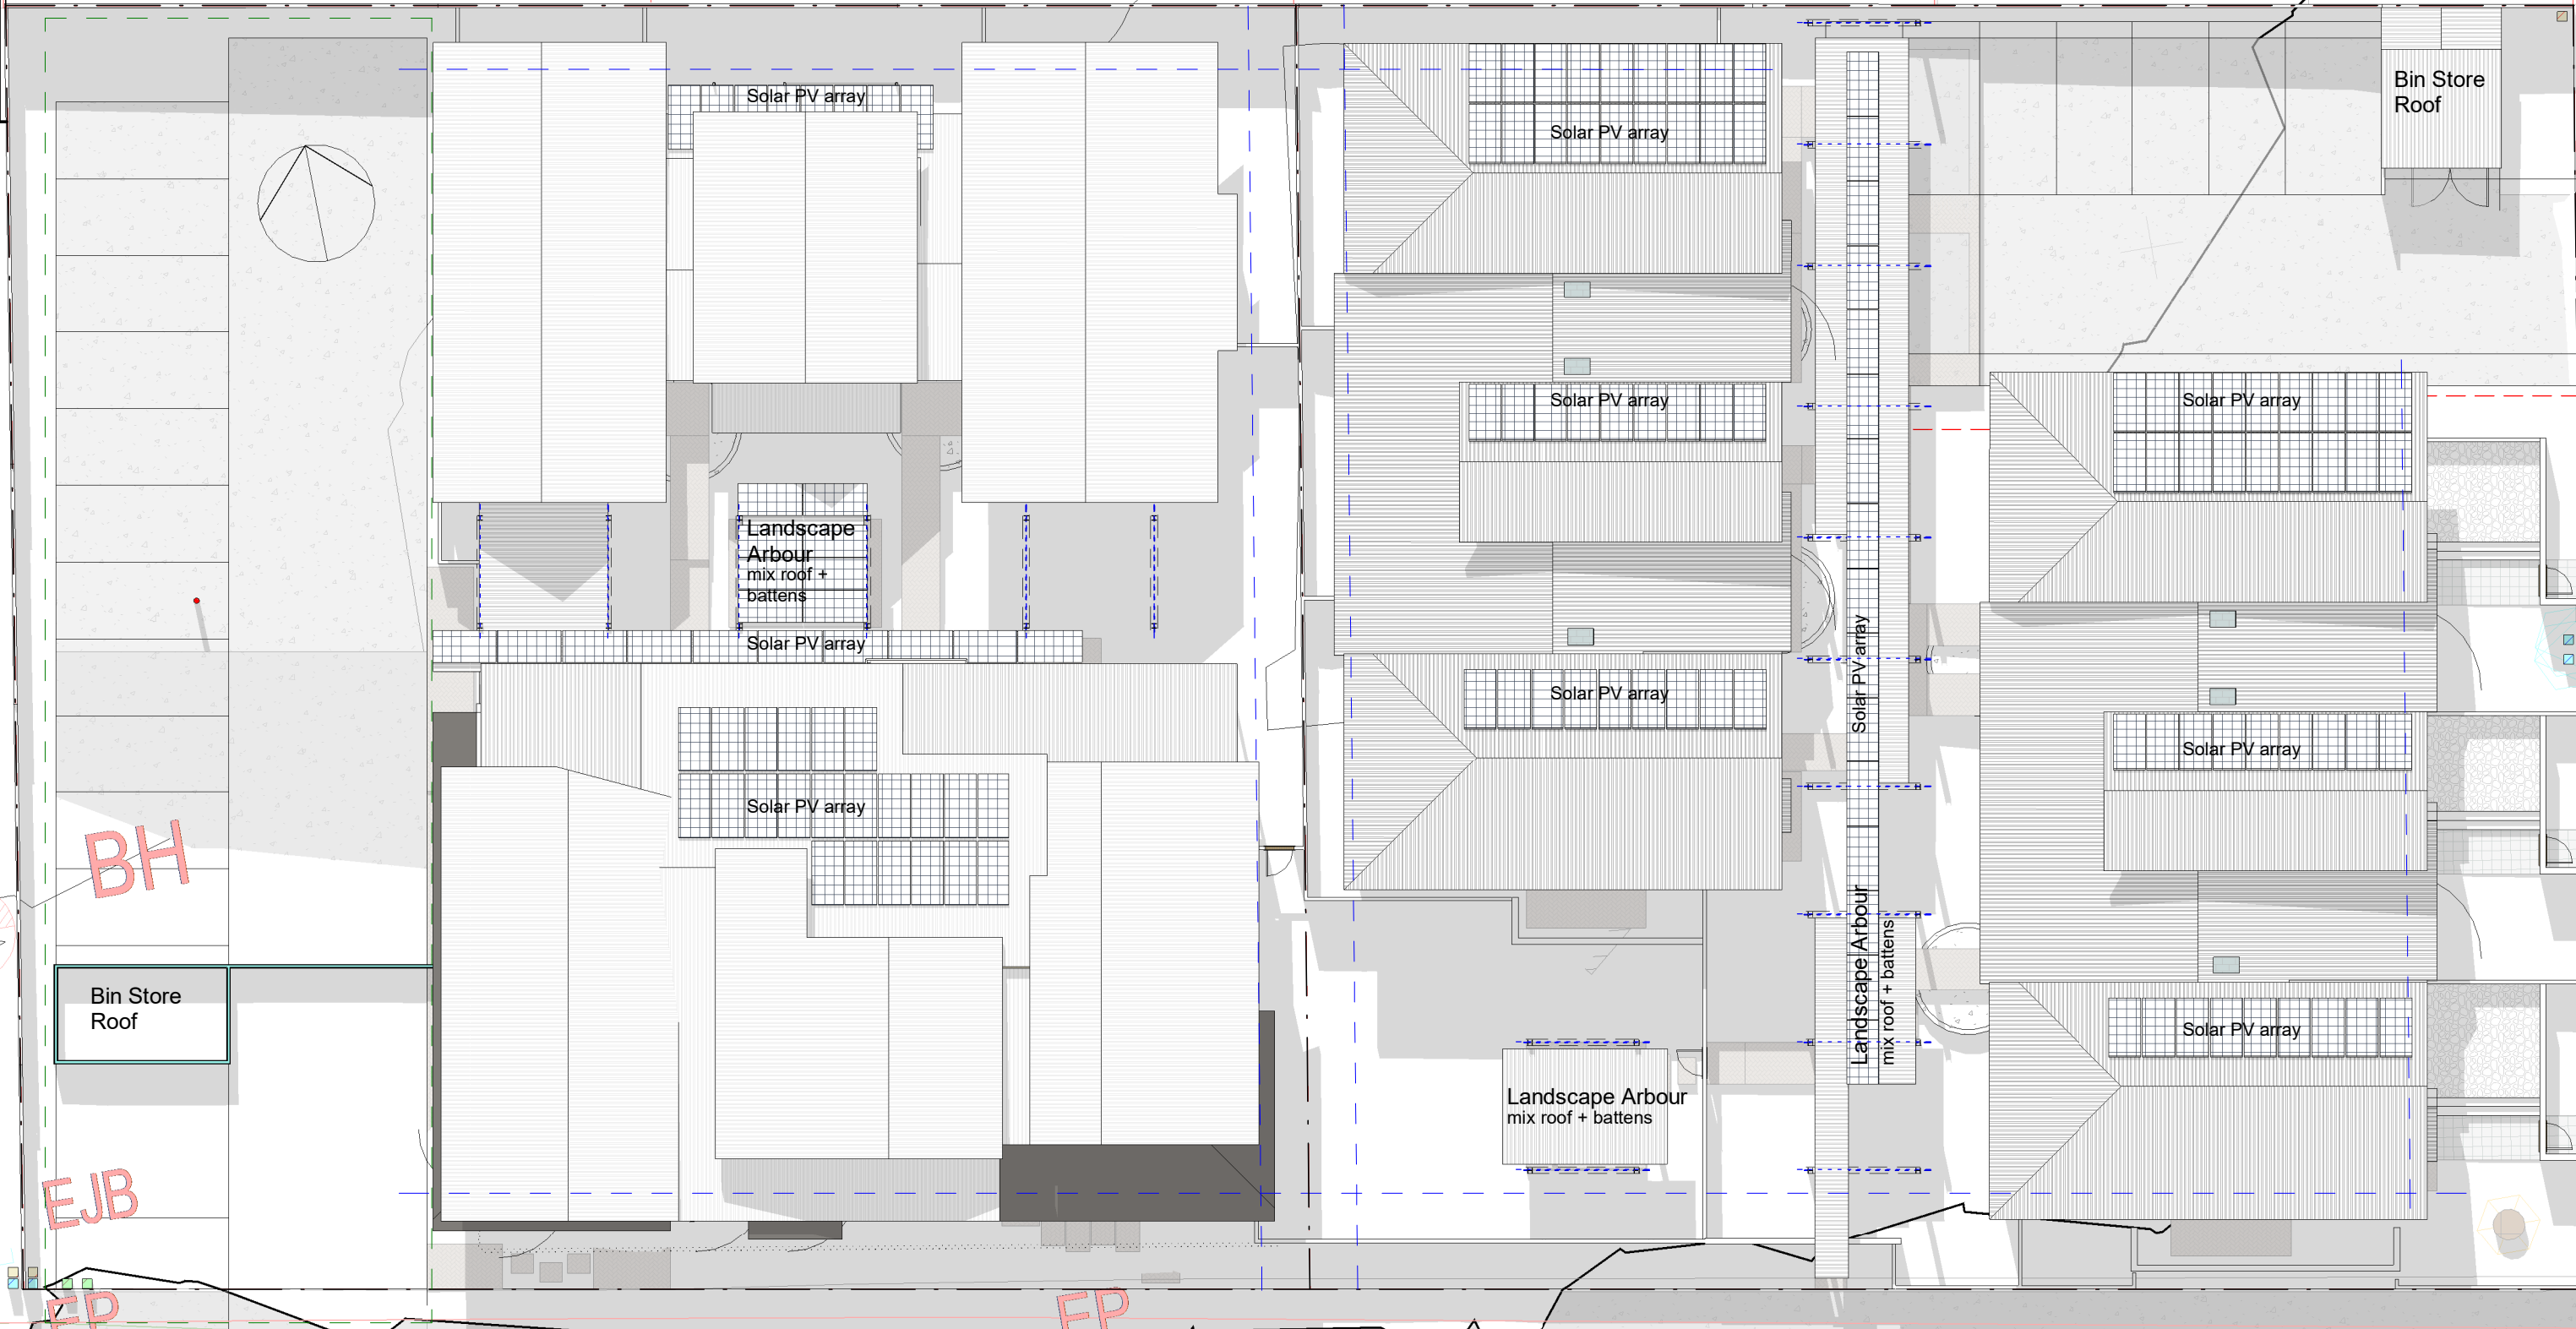 Solar PV array
Solar PV array
Bin Store
Roof
Solar PV array
Solar PV array
Landscape
Arbour
mix roof +
battens
Solar PV array
Solar PV array
Solar PV array
Solar PV array
Solar PV array
BH
Landscape Arbour
mix roof + battens
Bin Store
Roof
Solar PV array
Landscape Arbour
mix roof + battens
EJB
EP
EP